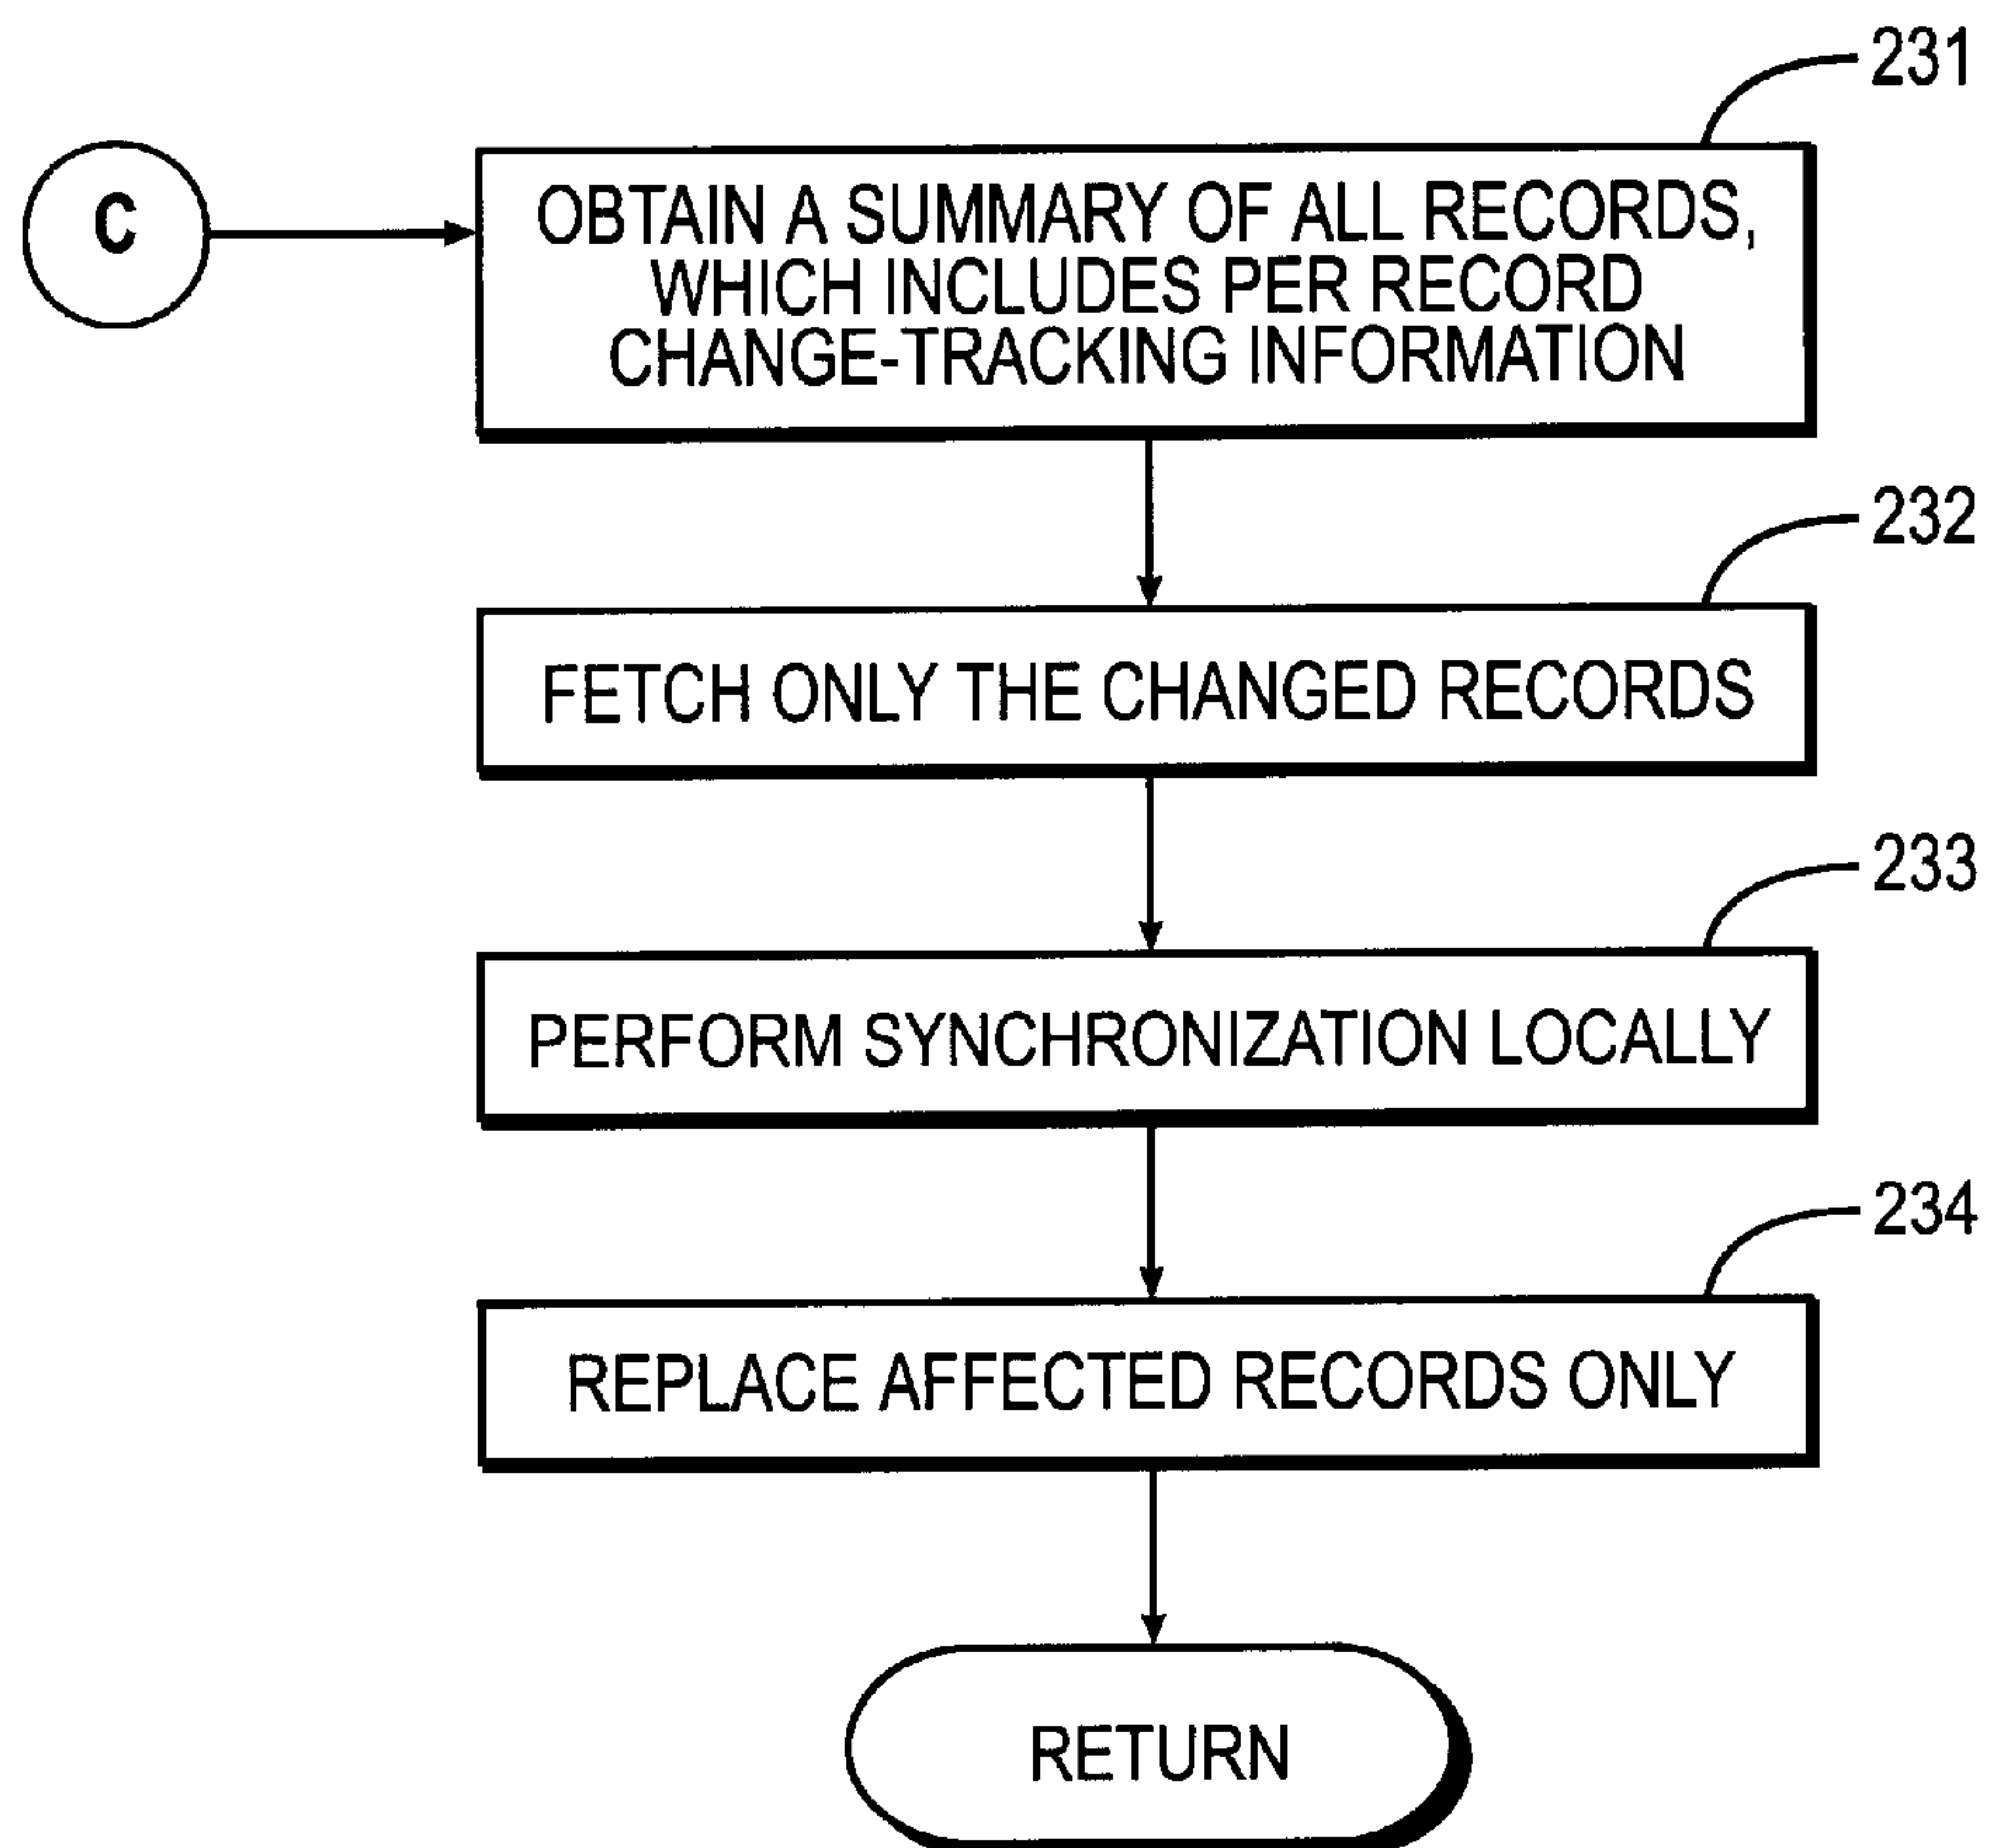 231
C
OBTAIN A SUMMARY OF ALL RECORDS,
WHICH INCLUDES PER RECORD
CHANGE-TRACKING INFORMATION
232
FETCH ONLY THE CHANGED RECORDS
233
PERFORM SYNCHRONIZATION LOCALLY
234
REPLACE AFFECTED RECORDS ONLY
RETURN